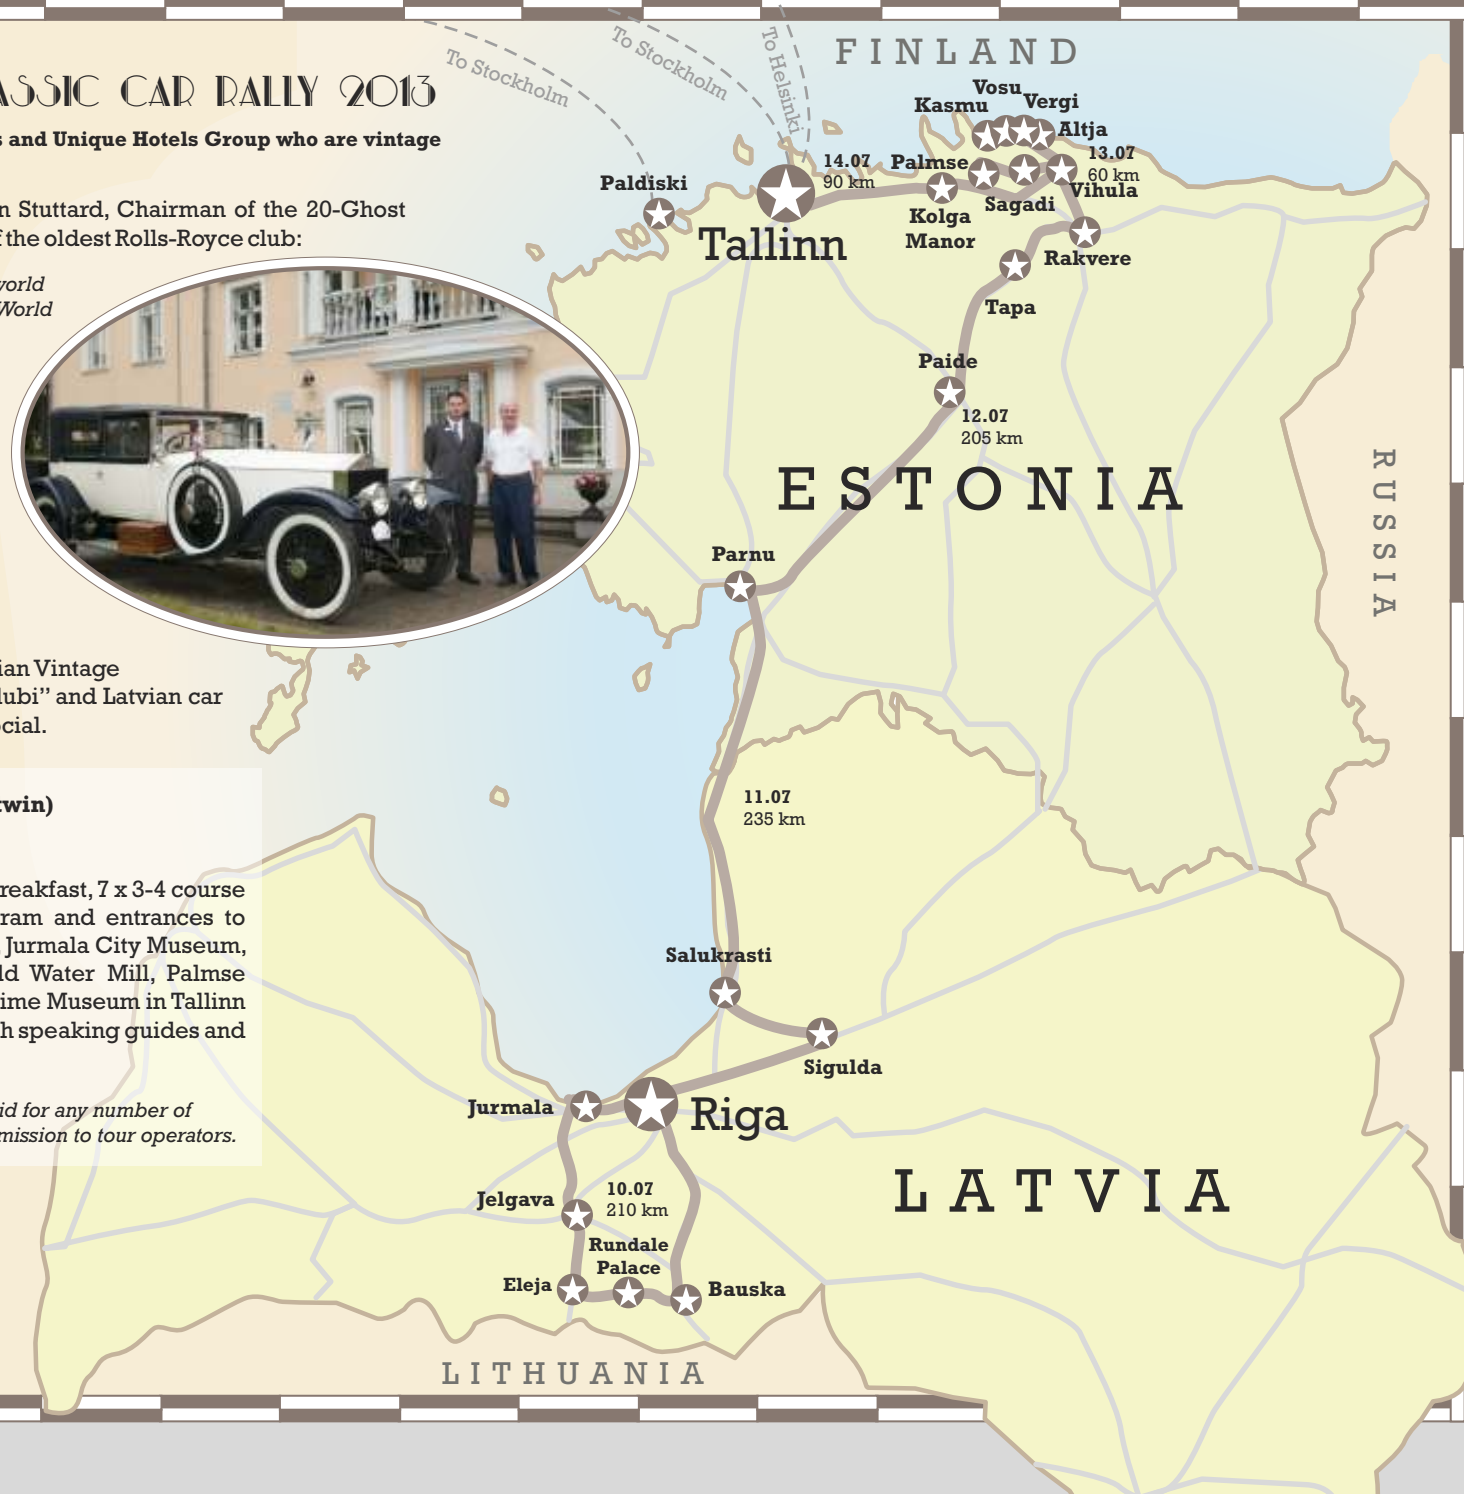 ASSIC CAR RALLY 2013
s and Unique Hotels Group who are vintage
n Stuttard, Chairman of the 20-Ghost
f the oldest Rolls-Royce club:
world
World
ian Vintage
lubi” and Latvian car
ocial.
twin)
reakfast, 7 x 3-4 course
ram and entrances to
Jurmala City Museum,
ld Water Mill, Palmse
ime Museum in Tallinn
h speaking guides and
id for any number of
mission to tour operators.
To Stockholm
To Stockholm
To Helsinki
FINLAND
Vosu
Kasmu
Vergi
Altja
14.07
90 km
Palmse
13.07
60 km
Paldiski
Vihula
Sagadi
Kolga
Manor
Tallinn
Rakvere
Tapa
Paide
12.07
205 km
ESTONIA
RUSSIA
Parnu
11.07
235 km
Salukrasti
Sigulda
Jurmala
Riga
LATVIA
Jelgava
10.07
210 km
Rundale
Palace
Eleja
Bauska
LITHUANIA